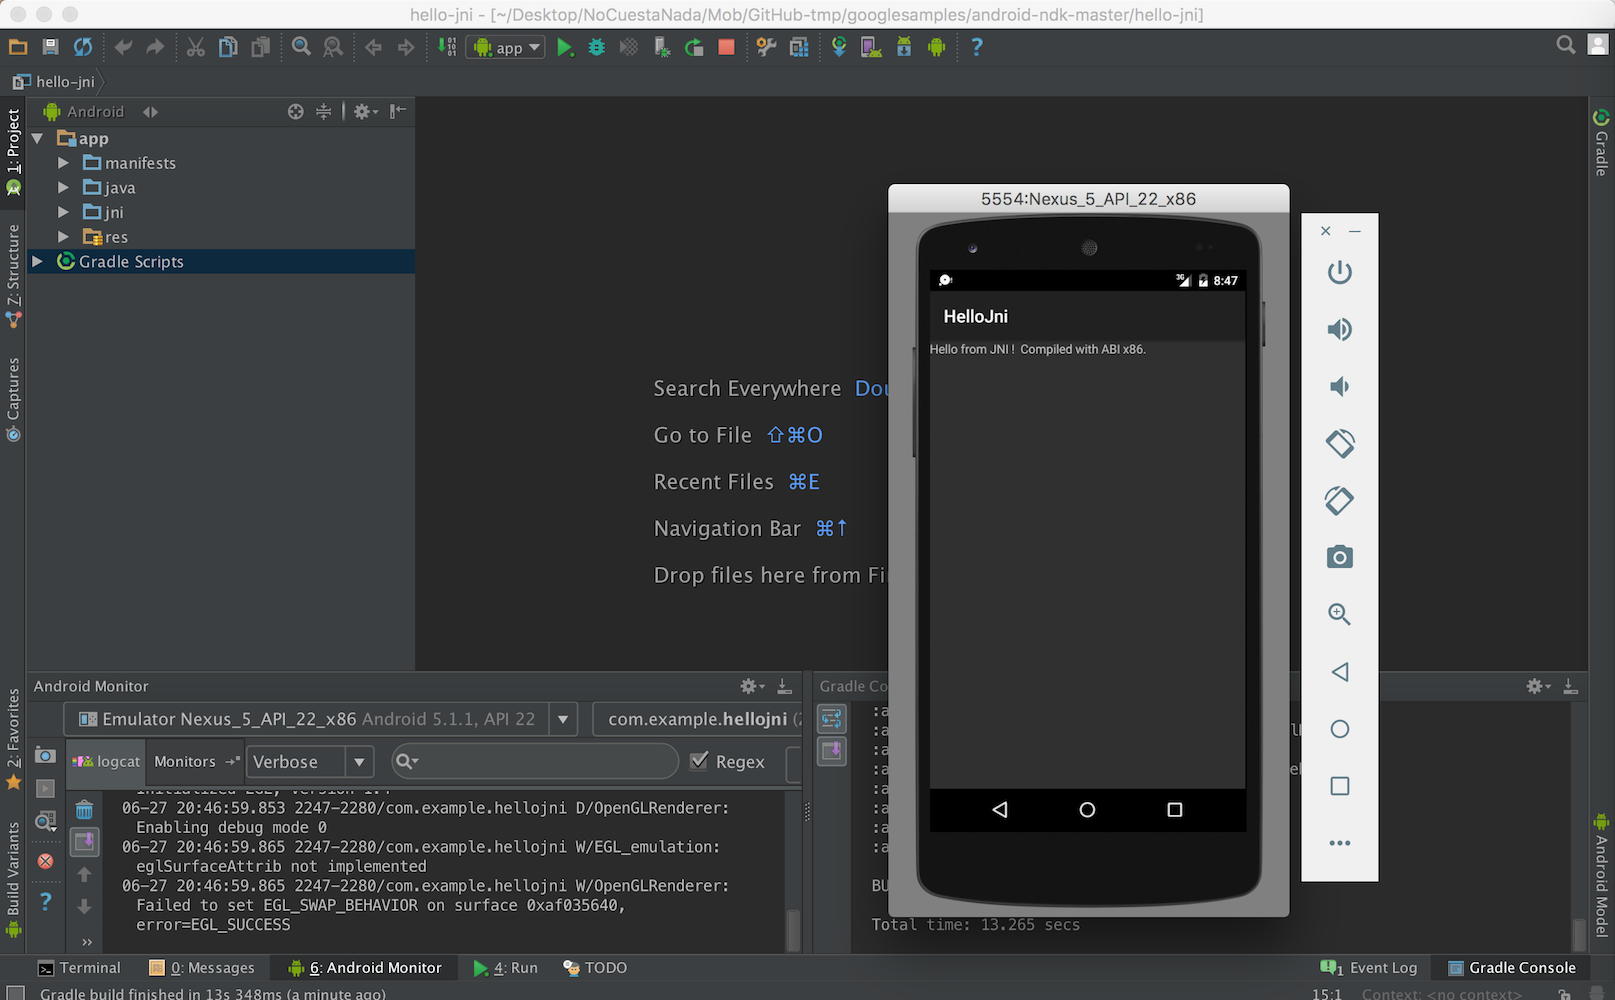 hello-jni - [~/Desktop/NoCuestaNada/Mob/GitHub-tmp/googlesamples/android-ndk-master/hello-jni]
app
hello-jni
1: Project
7: Structure
Captures
2: Favorites
Build Variants
Android
app
manifests
java
jni
res
Gradle Scripts
Search Everywhere Dou
Go to File ⇧⌘O
Recent Files ⌘E
Navigation Bar ⌘↑
Drop files here from Fi
5554:Nexus_5_API_22_x86
3G 8:47
HelloJni
Hello from JNI ! Compiled with ABI x86.
Gradle
Android Model
Android Monitor
Emulator Nexus_5_API_22_x86 Android 5.1.1, API 22
com.example.hellojni (2
logcat
Monitors
Verbose
Regex
06-27 20:46:59.853 2247-2280/com.example.hellojni D/OpenGLRenderer:
Enabling debug mode 0
06-27 20:46:59.865 2247-2280/com.example.hellojni W/EGL_emulation:
eglSurfaceAttrib not implemented
06-27 20:46:59.865 2247-2280/com.example.hellojni W/OpenGLRenderer:
Failed to set EGL_SWAP_BEHAVIOR on surface 0xaf035640,
error=EGL_SUCCESS
Gradle Co
:a
:a
:a
:a
:a
:a
:a
:a
BU
Total time: 13.265 secs
Terminal
0: Messages
6: Android Monitor
4: Run
TODO
1 Event Log
Gradle Console
Gradle build finished in 13s 348ms (a minute ago)
15:1
Context: <no context>